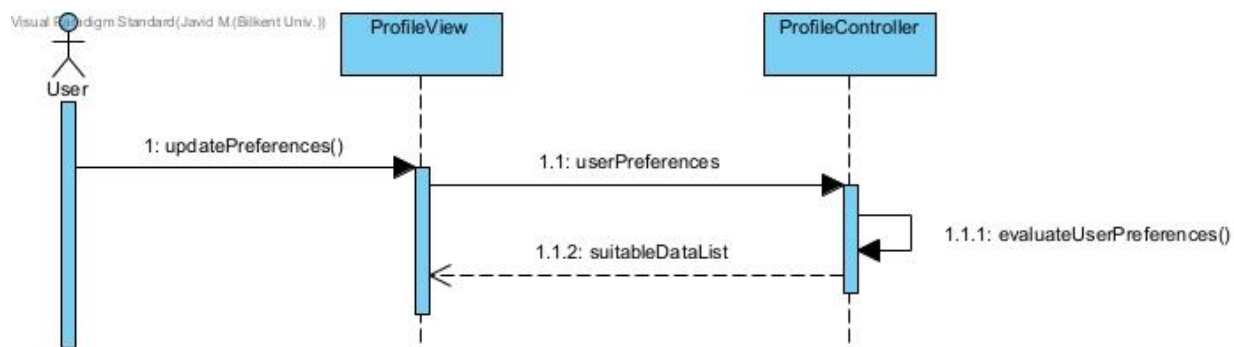 Visual Paradigm Standard(Javid M.(Bilkent Univ.))
User
ProfileView
ProfileController
1: updatePreferences()
1.1: userPreferences
1.1.1: evaluateUserPreferences()
1.1.2: suitableDataList